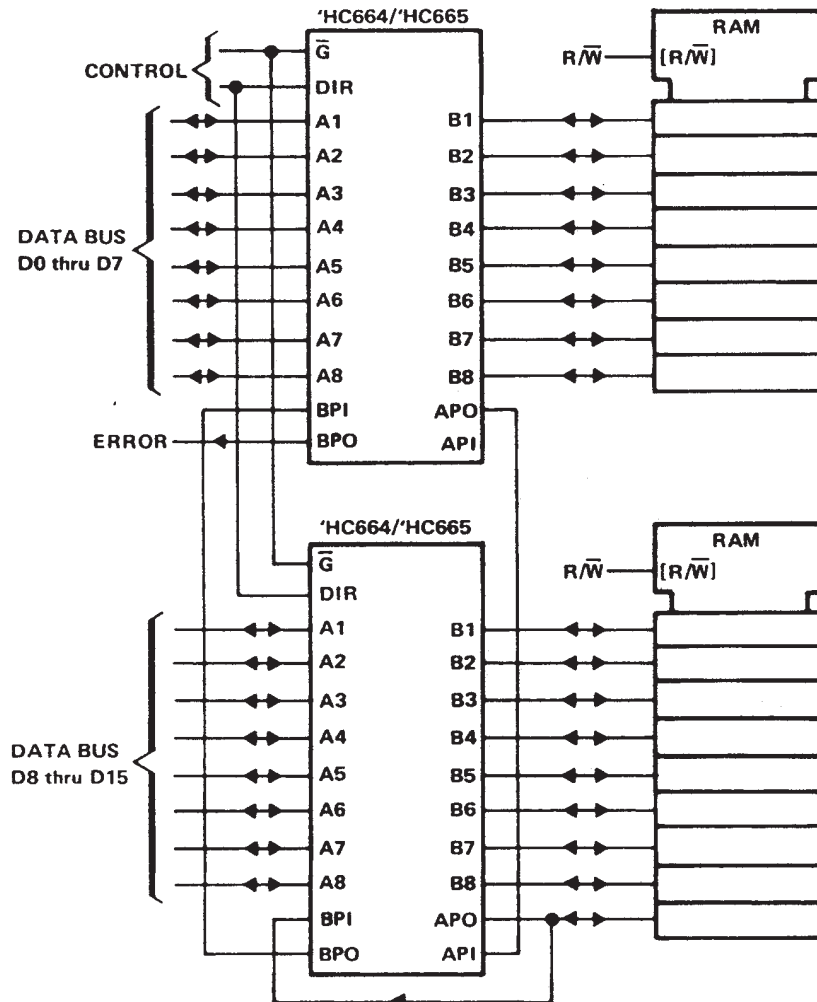 'HC664/'HC665
RAM
CONTROL
G̅
DIR
R/W̅
[R/W̅]
A1
B1
A2
B2
A3
B3
A4
B4
DATA BUS
D0 thru D7
A5
B5
A6
B6
A7
B7
A8
B8
BPI
APO
ERROR
BPO
API
'HC664/'HC665
RAM
G̅
DIR
R/W̅
[R/W̅]
A1
B1
A2
B2
A3
B3
A4
B4
DATA BUS
D8 thru D15
A5
B5
A6
B6
A7
B7
A8
B8
BPI
APO
BPO
API